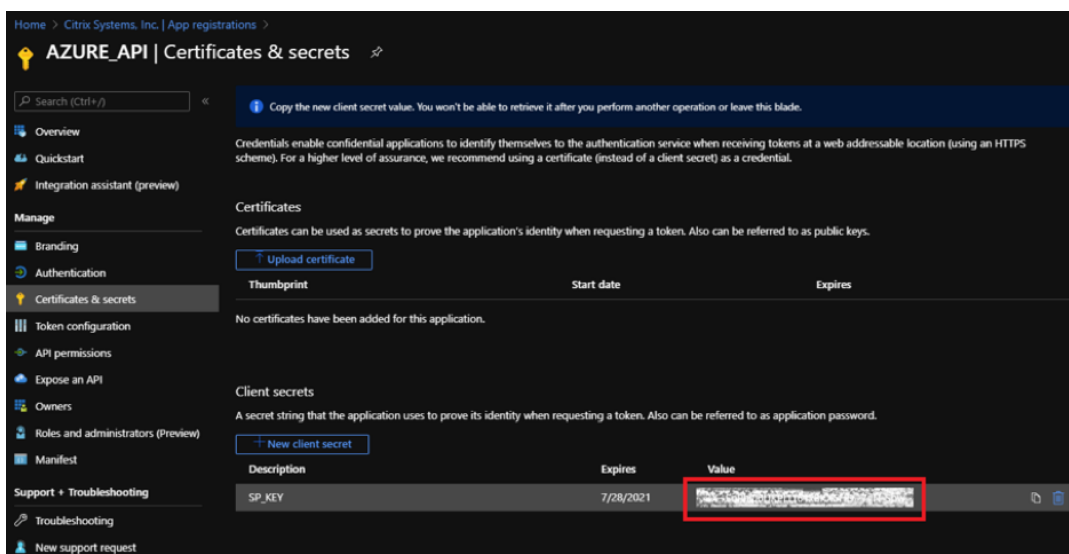 Home > Citrix Systems, Inc. | App registrations >
AZURE_API | Certificates & secrets
Search (Ctrl+/)
«
Overview
Quickstart
Integration assistant (preview)
Manage
Branding
Authentication
Certificates & secrets
Token configuration
API permissions
Expose an API
Owners
Roles and administrators (Preview)
Manifest
Support + Troubleshooting
Troubleshooting
New support request
Copy the new client secret value. You won't be able to retrieve it after you perform another operation or leave this blade.
Credentials enable confidential applications to identify themselves to the authentication service when receiving tokens at a web addressable location (using an HTTPS
scheme). For a higher level of assurance, we recommend using a certificate (instead of a client secret) as a credential.
Certificates
Certificates can be used as secrets to prove the application's identity when requesting a token. Also can be referred to as public keys.
Upload certificate
Thumbprint Start date Expires
No certificates have been added for this application.
Client secrets
A secret string that the application uses to prove its identity when requesting a token. Also can be referred to as application password.
New client secret
Description Expires Value
SP_KEY 7/28/2021